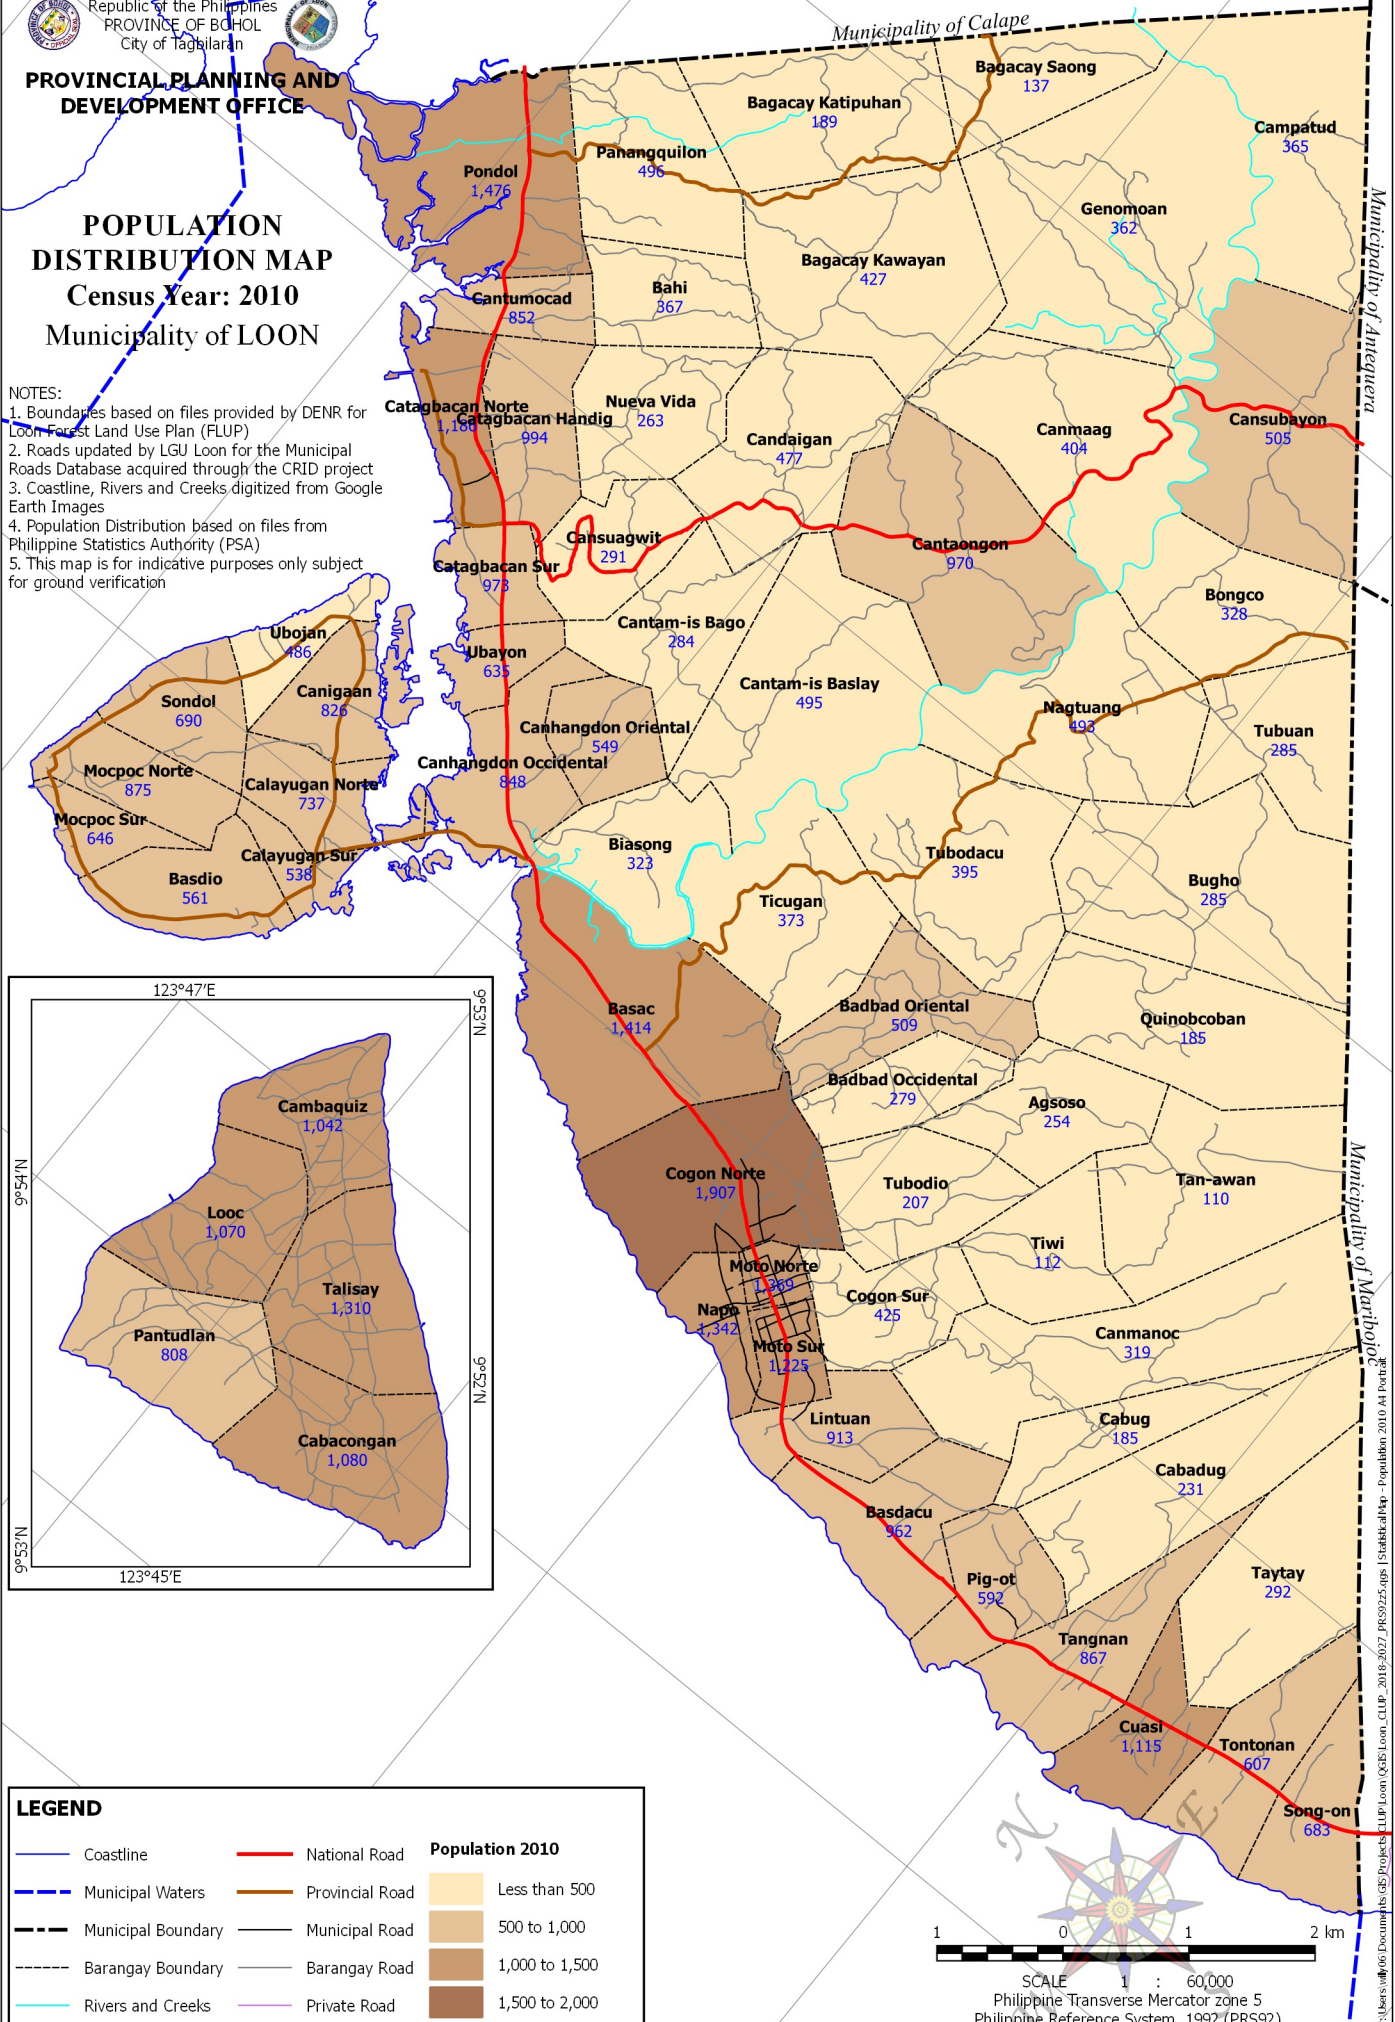 Republic of the Philippines
PROVINCE OF BOHOL
City of Tagbilaran
PROVINCIAL PLANNING AND
DEVELOPMENT OFFICE
POPULATION
DISTRIBUTION MAP
Census Year: 2010
Municipality of LOON
NOTES:
1. Boundaries based on files provided by DENR for
Loon Forest Land Use Plan (FLUP)
2. Roads updated by LGU Loon for the Municipal
Roads Database acquired through the CRID project
3. Coastline, Rivers and Creeks digitized from Google
Earth Images
4. Population Distribution based on files from
Philippine Statistics Authority (PSA)
5. This map is for indicative purposes only subject
for ground verification
Municipality of Calape
Municipality of Antequera
Municipality of Maribojoc
Bagacay Saong
137
Bagacay Katipuhan
189
Campatud
365
Panangquilon
496
Pondol
1,476
Genomoan
362
Bagacay Kawayan
427
Bahi
367
Cantumocad
852
Catagbacan Norte
Catagbacan Handig
994
Nueva Vida
263
Candaigan
477
Canmaag
404
Cansubayon
505
Cansuagwit
291
Cantaongon
970
Catagbacan Sur
973
Bongco
328
Cantam-is Bago
284
Ubayon
635
Ubojan
486
Canigaan
826
Sondol
690
Cantam-is Baslay
495
Nagtuang
493
Tubuan
285
Canhangdon Oriental
549
Canhangdon Occidental
848
Mocpoc Norte
875
Calayugan Norte
737
Mocpoc Sur
646
Calayugan Sur
538
Basdio
561
Biasong
323
Tubodacu
395
Bugho
285
Ticugan
373
Basac
1,414
Badbad Oriental
509
Quinobcoban
185
Badbad Occidental
279
Agsoso
254
Cogon Norte
1,907
Tubodio
207
Tan-awan
110
Tiwi
112
Moto Norte
1,369
Napo
1,342
Cogon Sur
425
Moto Sur
1,225
Canmanoc
319
Lintuan
913
Cabug
185
Cabadug
231
Basdacu
962
Pig-ot
592
Taytay
292
Tangnan
867
Cuasi
1,115
Tontonan
607
Song-on
683
123°47'E
9°53'N
Cambaquiz
1,042
9°54'N
Looc
1,070
Talisay
1,310
Pantudlan
808
9°52'N
Cabacongan
1,080
9°53'N
123°45'E
LEGEND
Coastline
Municipal Waters
Municipal Boundary
Barangay Boundary
Rivers and Creeks
National Road
Provincial Road
Municipal Road
Barangay Road
Private Road
Population 2010
Less than 500
500 to 1,000
1,000 to 1,500
1,500 to 2,000
N
E
S
1 0 1 2 km
SCALE 1 : 60,000
Philippine Transverse Mercator zone 5
Philippine Reference System, 1992 (PRS92)